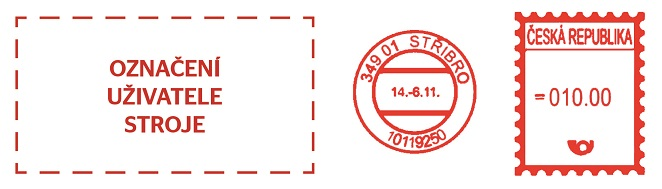 OZNAČENÍ
UŽIVATELE
STROJE
349 01 STŘÍBRO
14.-6.11.
10119250
ČESKÁ REPUBLIKA
=010.00